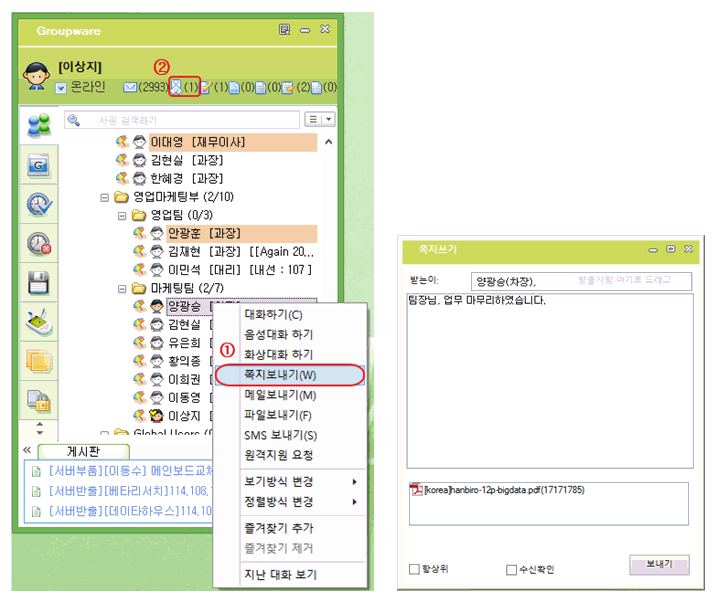 Groupware
[이상지]
②
온라인 (2993) (1) (1) (0) (0) (2) (0)
사원 검색하기
이대영 [재무이사]
김현실 [과장]
한혜경 [과장]
영업마케팅부 (2/10)
영업팀 (0/3)
안광훈 [과장]
김재현 [과장] [[Again 20...
이민석 [대리] [내선 : 107 ]
마케팅팀 (2/7)
양광승
김현실
유은희
황의종
이희권
이동영
이상지
Global Users
게시판
[서버부품][이동수] 메인보드교체
[서버반출][베타리서치]114,108,
[서버반출][데이타하우스]114,10
①
대화하기(C)
음성대화 하기
화상대화 하기
쪽지보내기(W)
메일보내기(M)
파일보내기(F)
SMS 보내기(S)
원격지원 요청
보기방식 변경
정렬방식 변경
즐겨찾기 추가
즐겨찾기 제거
지난 대화 보기
쪽지쓰기
받는이: 양광승(차장), 받을사람 여기로 드래그
팀장님, 업무 마무리하였습니다.
[korea]hanbiro-12p-bigdata.pdf(17171785)
항상위 수신확인 보내기